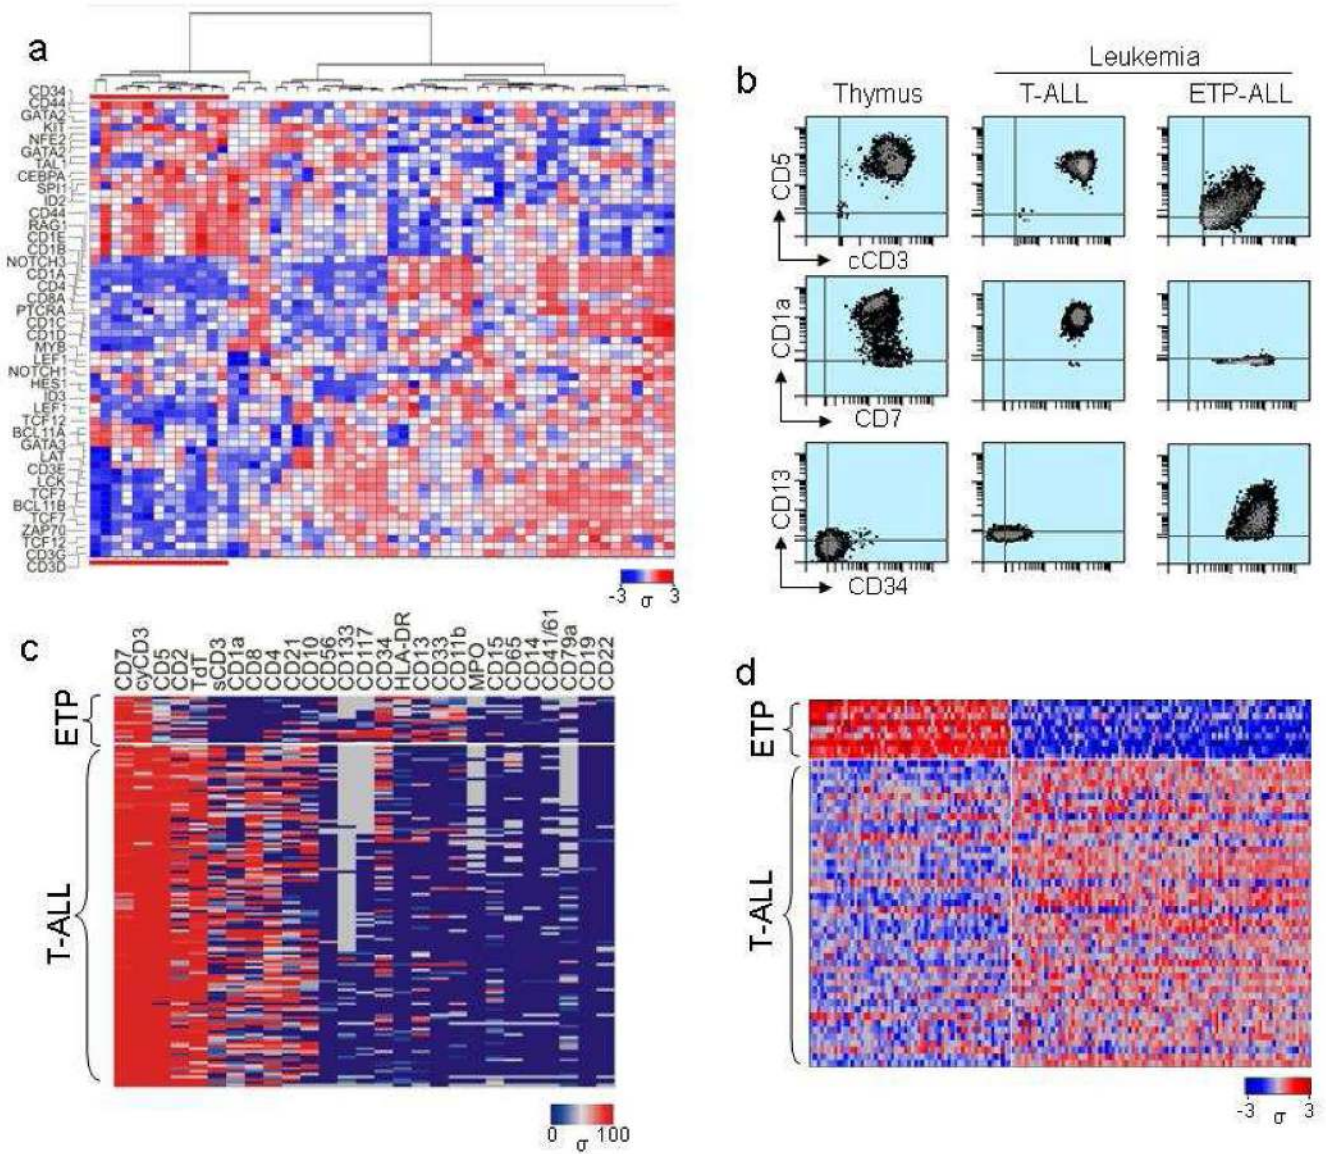 a
CD34
CD44
GATA2
KIT
NFE2
GATA2
TAL1
CEBPA
SPI1
ID2
CD44
RAG1
CD1E
CD1B
NOTCH3
CD1A
CD4
CD8A
PTCRA
CD1C
CD1D
MYB
LEF1
NOTCH1
HES1
ID3
LEF1
TCF12
BCL11A
GATA3
LAT
CD3E
LCK
TCF7
BCL11B
TCF7
ZAP70
TCF12
CD3G
CD3D
-3 σ 3
b
Leukemia
Thymus T-ALL ETP-ALL
CD5
cCD3
CD1a
CD7
CD13
CD34
c
CD7
cyCD3
CD5
CD2
TdT
sCD3
CD1a
CD8
CD4
CD21
CD10
CD56
CD133
CD117
CD34
HLA-DR
CD13
CD33
CD11b
MPO
CD15
CD65
CD14
CD41/61
CD79a
CD19
CD22
ETP
T-ALL
0 σ 100
d
ETP
T-ALL
-3 σ 3